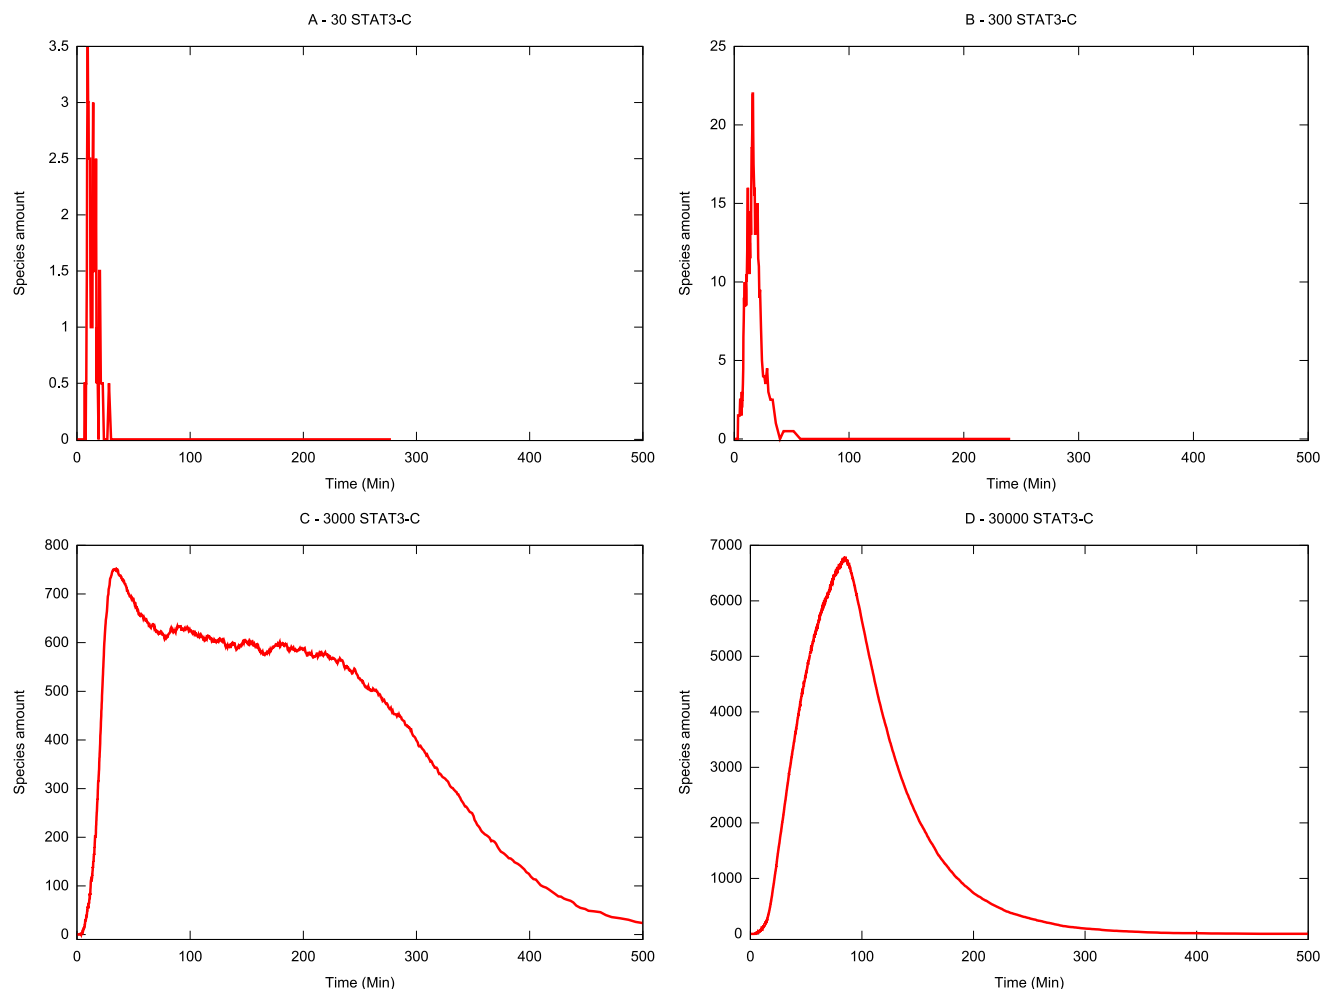 A - 30 STAT3-C
3.5
3
2.5
2
1.5
1
0.5
0
0 100 200 300 400 500
Species amount
Time (Min)
B - 300 STAT3-C
25
20
15
10
5
0
0 100 200 300 400 500
Species amount
Time (Min)
C - 3000 STAT3-C
800
700
600
500
400
300
200
100
0
0 100 200 300 400 500
Species amount
Time (Min)
D - 30000 STAT3-C
7000
6000
5000
4000
3000
2000
1000
0
0 100 200 300 400 500
Species amount
Time (Min)